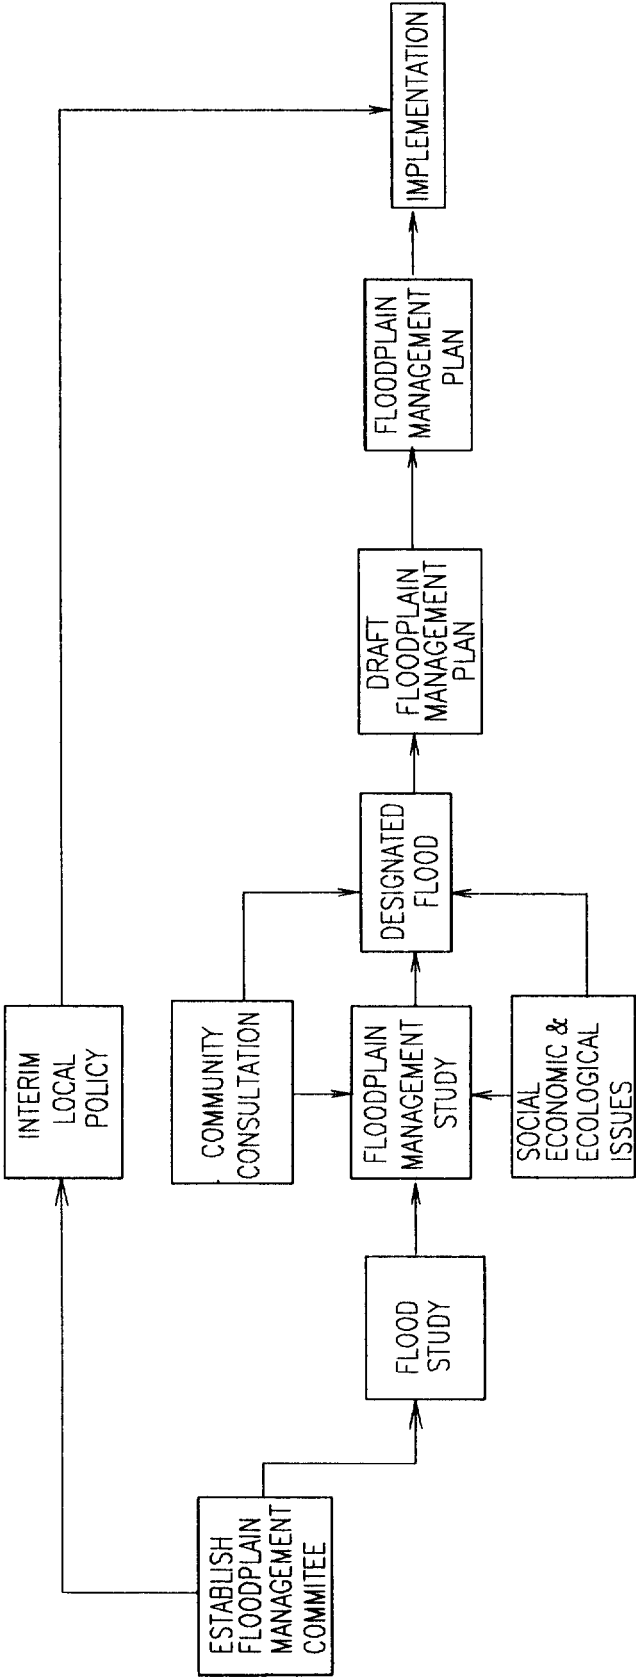 ESTABLISH
FLOODPLAIN
MANAGEMENT
COMMITEE
INTERIM
LOCAL
POLICY
FLOOD
STUDY
COMMUNITY
CONSULTATION
FLOODPLAIN
MANAGEMENT
STUDY
SOCIAL
ECONOMIC &
ECOLOGICAL
ISSUES
DESIGNATED
FLOOD
DRAFT
FLOODPLAIN
MANAGEMENT
PLAN
FLOODPLAIN
MANAGEMENT
PLAN
IMPLEMENTATION